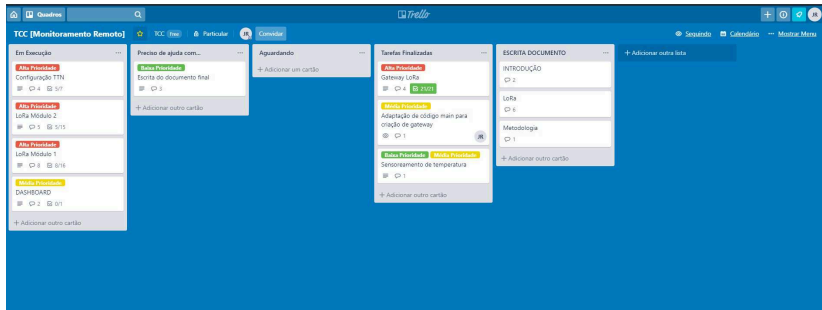 Quadros
Trello
JR
TCC [Monitoramento Remoto]
TCC Free
Particular
JR
Convidar
Seguindo
Calendário
Mostrar Menu
Em Execução
Alta Prioridade
Configuração TTN
4 5/7
Alta Prioridade
LoRa Módulo 2
5 5/15
Alta Prioridade
LoRa Módulo 1
8 0/16
Média Prioridade
DASHBOARD
2 0/1
+ Adicionar outro cartão
Preciso de ajuda com...
Baixa Prioridade
Escrita do documento final
3
+ Adicionar outro cartão
Aguardando
+ Adicionar um cartão
Tarefas Finalizadas
Alta Prioridade
Gateway LoRa
4 21/21
Média Prioridade
Adaptação de código main para
criação de gateway
1
JR
Baixa Prioridade Média Prioridade
Sensoreamento de temperatura
1
+ Adicionar outro cartão
ESCRITA DOCUMENTO
INTRODUÇÃO
2
LoRa
6
Metodologia
1
+ Adicionar outro cartão
+ Adicionar outra lista